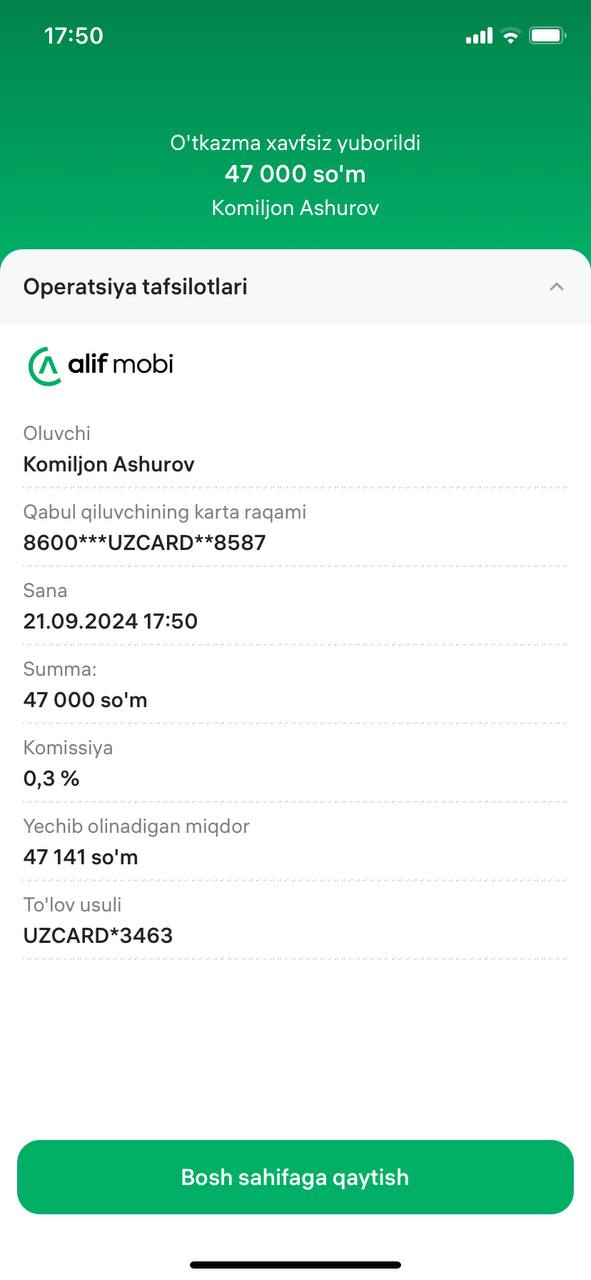 17:50
O'tkazma xavfsiz yuborildi
47 000 so'm
Komiljon Ashurov
Operatsiya tafsilotlari
alif mobi
Oluvchi
Komiljon Ashurov
Qabul qiluvchining karta raqami
8600***UZCARD**8587
Sana
21.09.2024 17:50
Summa:
47 000 so'm
Komissiya
0,3 %
Yechib olinadigan miqdor
47 141 so'm
To'lov usuli
UZCARD*3463
Bosh sahifaga qaytish